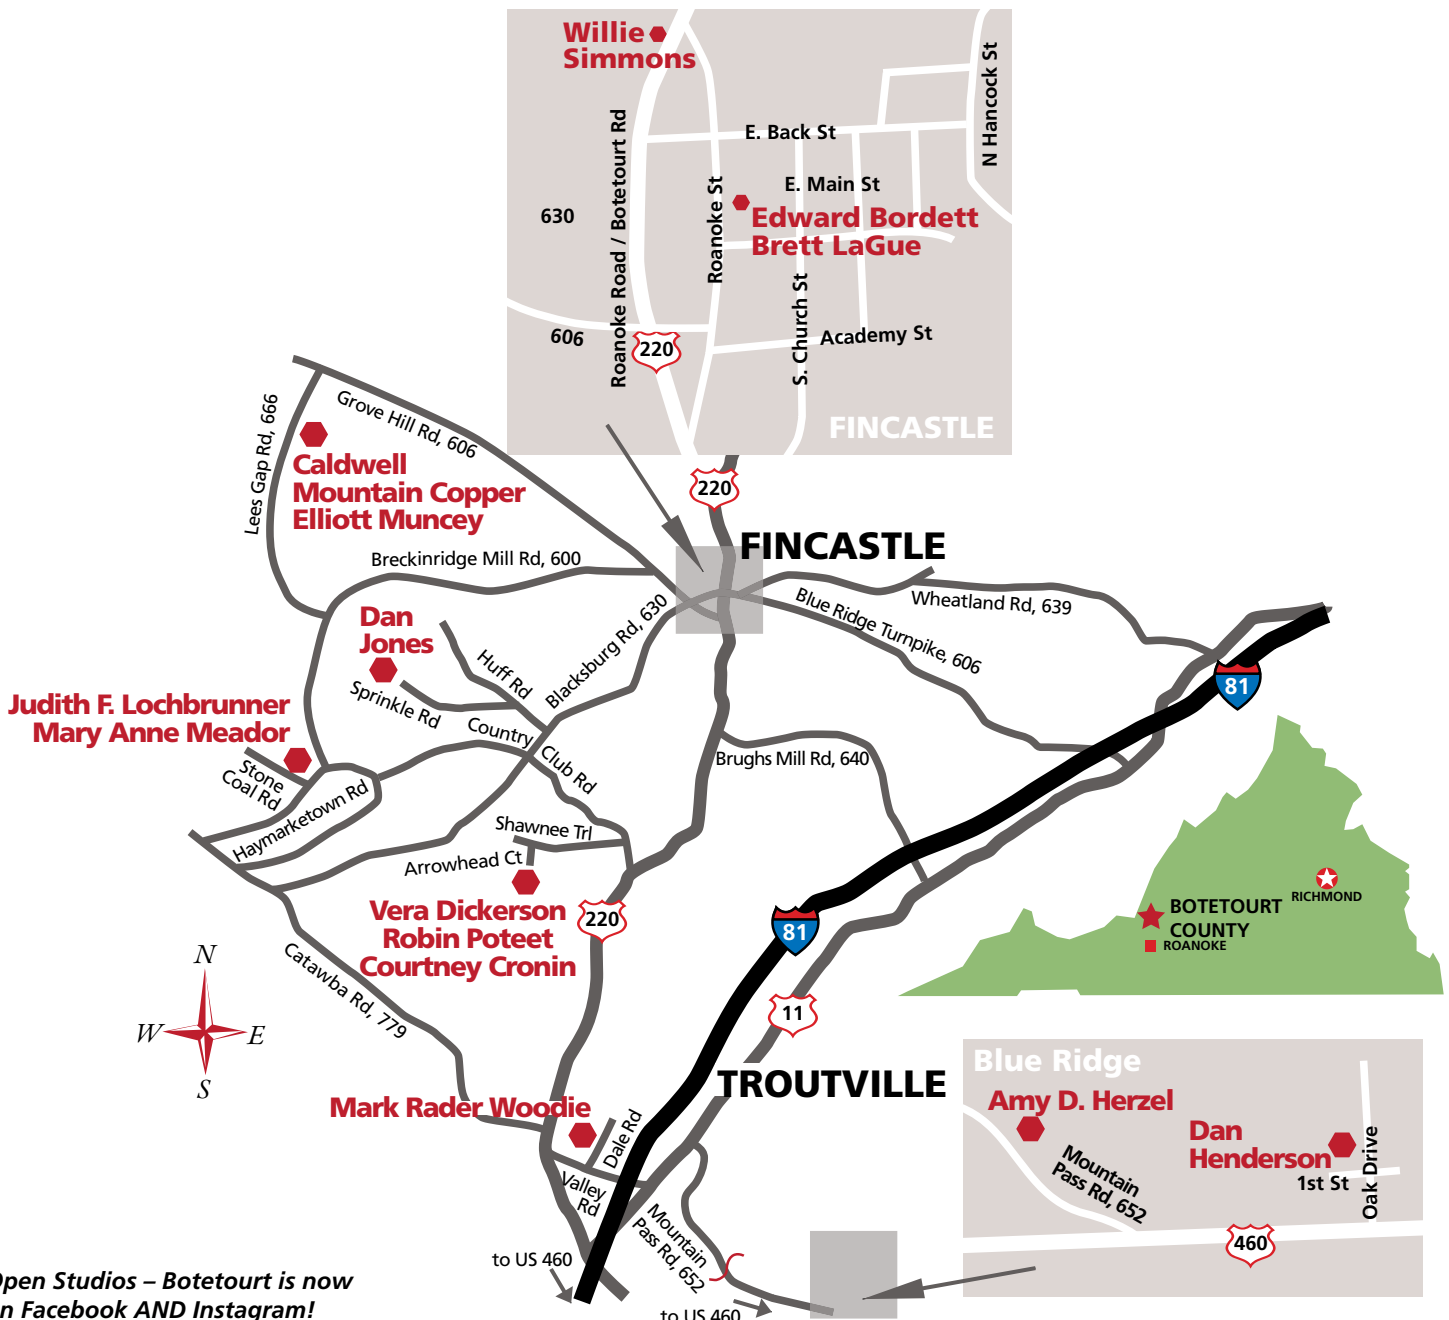 Willie
Simmons
Roanoke Road / Botetourt Rd
E. Back St
N Hancock St
E. Main St
Roanoke St
630
Edward Bordett
Brett LaGue
S. Church St
606
220
Academy St
FINCASTLE
Lees Gap Rd, 666
Grove Hill Rd, 606
Caldwell
Mountain Copper
Elliott Muncey
220
FINCASTLE
Breckinridge Mill Rd, 600
Blacksburg Rd, 630
Blue Ridge Turnpike, 606
Wheatland Rd, 639
Dan
Jones
Huff Rd
Sprinkle Rd
81
Judith F. Lochbrunner
Mary Anne Meador
Country
Club Rd
Brughs Mill Rd, 640
Stone
Coal Rd
Haymarketown Rd
Shawnee Trl
Arrowhead Ct
Vera Dickerson
Robin Poteet
Courtney Cronin
220
81
RICHMOND
BOTETOURT
COUNTY
ROANOKE
N
W
E
S
Catawba Rd, 779
11
TROUTVILLE
Mark Rader Woodie
Dale Rd
Valley
Rd
Mountain
Pass Rd, 652
to US 460
to US 460
Blue Ridge
Amy D. Herzel
Dan
Henderson
Mountain
Pass Rd, 652
1st St
Oak Drive
460
Open Studios – Botetourt is now
n Facebook AND Instagram!